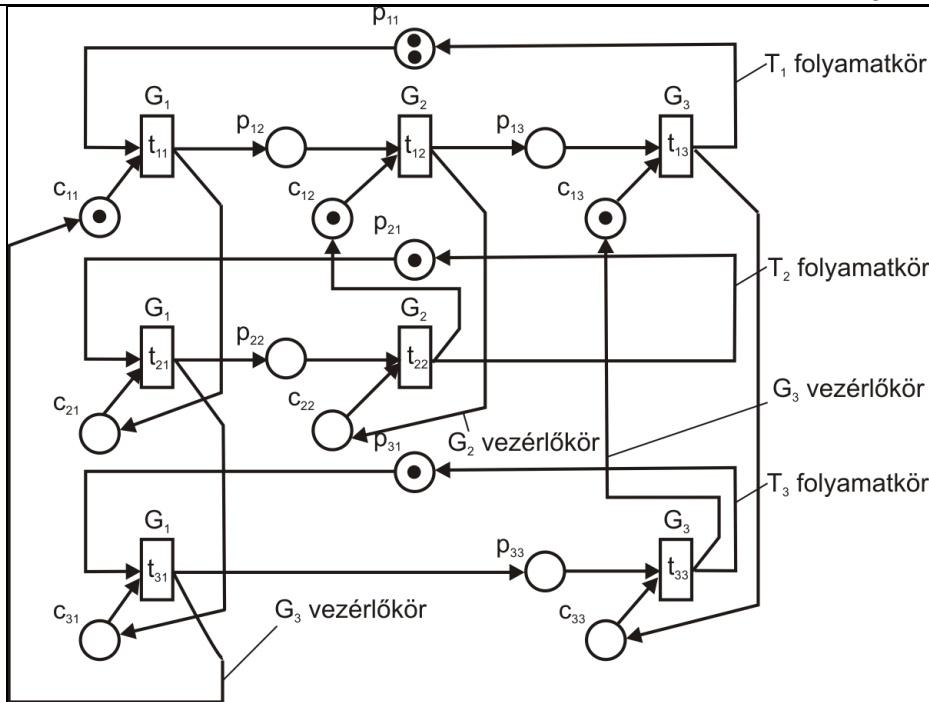 p11
T1 folyamatkör
G1 G2 G3
p12 p13
t11 t12 t13
c11 c12 c13
p21
T2 folyamatkör
G1 G2
p22
t21 t22
c21 c22
G3 vezérlőkör
G2 vezérlőkör
p31
T3 folyamatkör
G1 G3
p33
t31 t33
c31 c33
G3 vezérlőkör